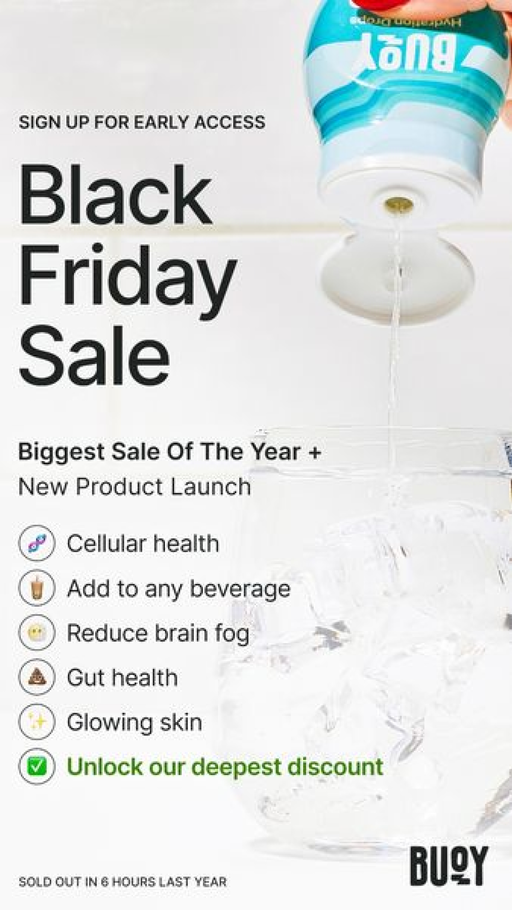 Hydration Drops
BUOY
SIGN UP FOR EARLY ACCESS
Black
Friday
Sale
Biggest Sale Of The Year +
New Product Launch
Cellular health
Add to any beverage
Reduce brain fog
Gut health
Glowing skin
Unlock our deepest discount
BUOY
SOLD OUT IN 6 HOURS LAST YEAR